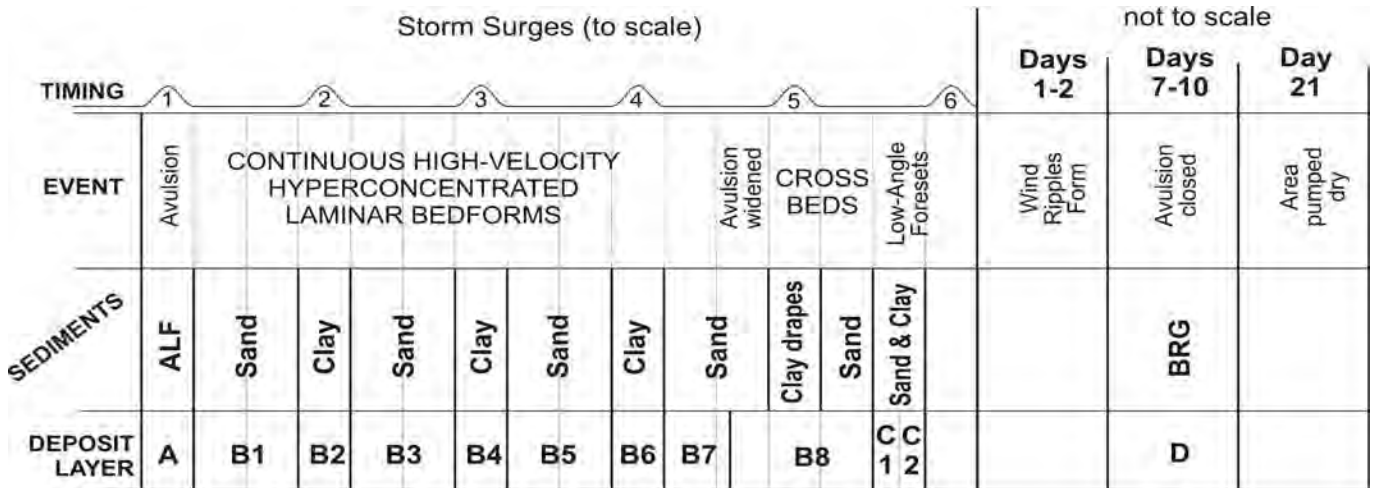 Storm Surges (to scale)
not to scale
TIMING
1
2
3
4
5
6
Days
1-2
Days
7-10
Day
21
EVENT
Avulsion
CONTINUOUS HIGH-VELOCITY
HYPERCONCENTRATED
LAMINAR BEDFORMS
Avulsion
widened
CROSS
BEDS
Low-Angle
Foresets
Wind
Ripples
Form
Avulsion
closed
Area
pumped
dry
SEDIMENTS
ALF
Sand
Clay
Sand
Clay
Sand
Clay
Sand
Clay drapes
Sand
Sand & Clay
BRG
DEPOSIT
LAYER
A
B1
B2
B3
B4
B5
B6
B7
B8
C
1
C
2
D